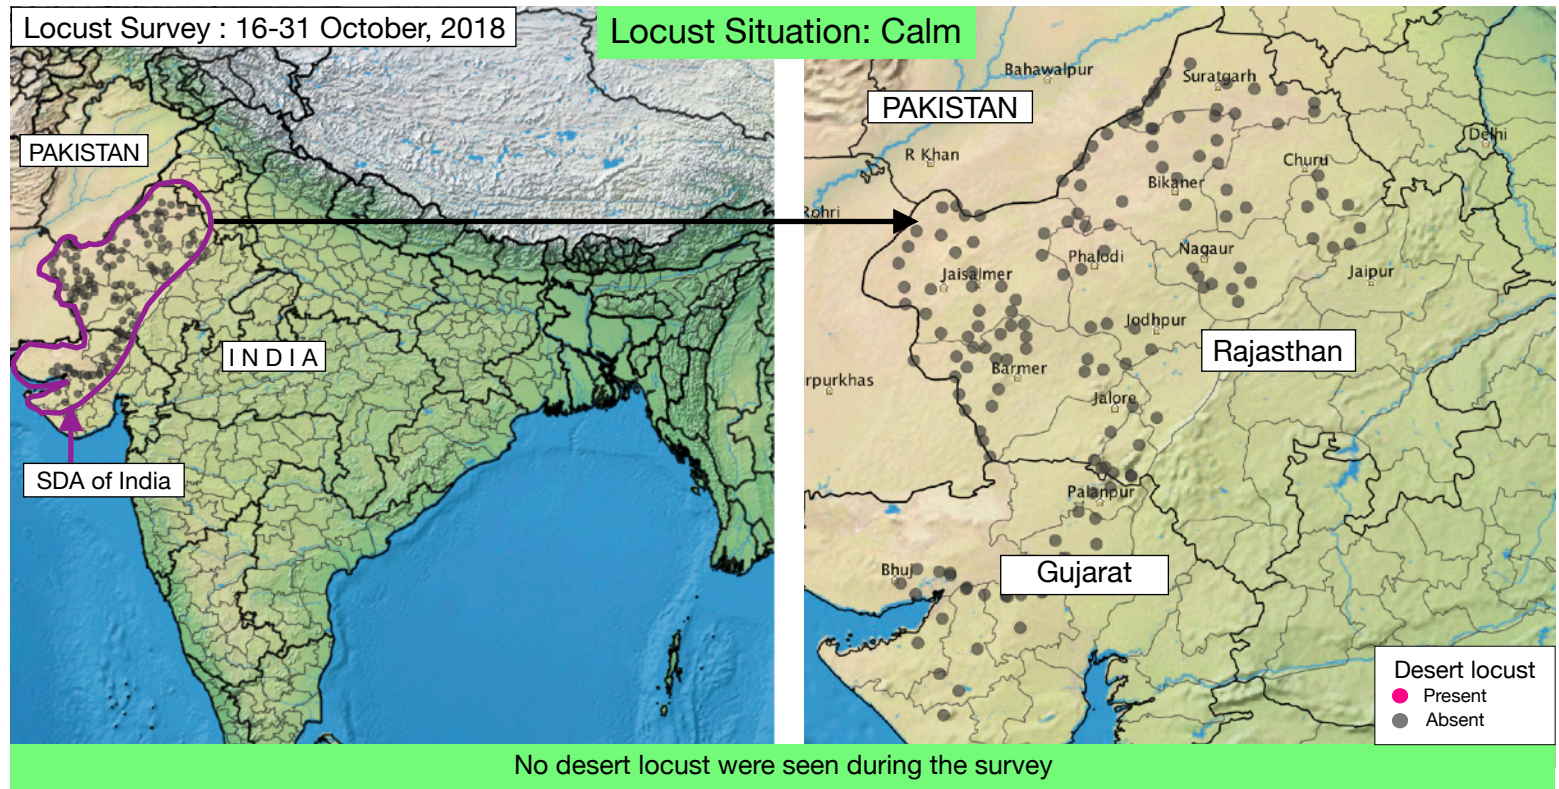 Locust Survey : 16-31 October, 2018
Locust Situation: Calm
PAKISTAN
INDIA
SDA of India
Bahawalpur
Suratgarh
PAKISTAN
Delhi
R Khan
Churu
Bikaner
Rohri
Phalodi
Nagaur
Jaisalmer
Jaipur
Jodhpur
Rajasthan
rpurkhas
Barmer
Jalore
Palanpur
Bhuj
Gujarat
Desert locust
Present
Absent
No desert locust were seen during the survey